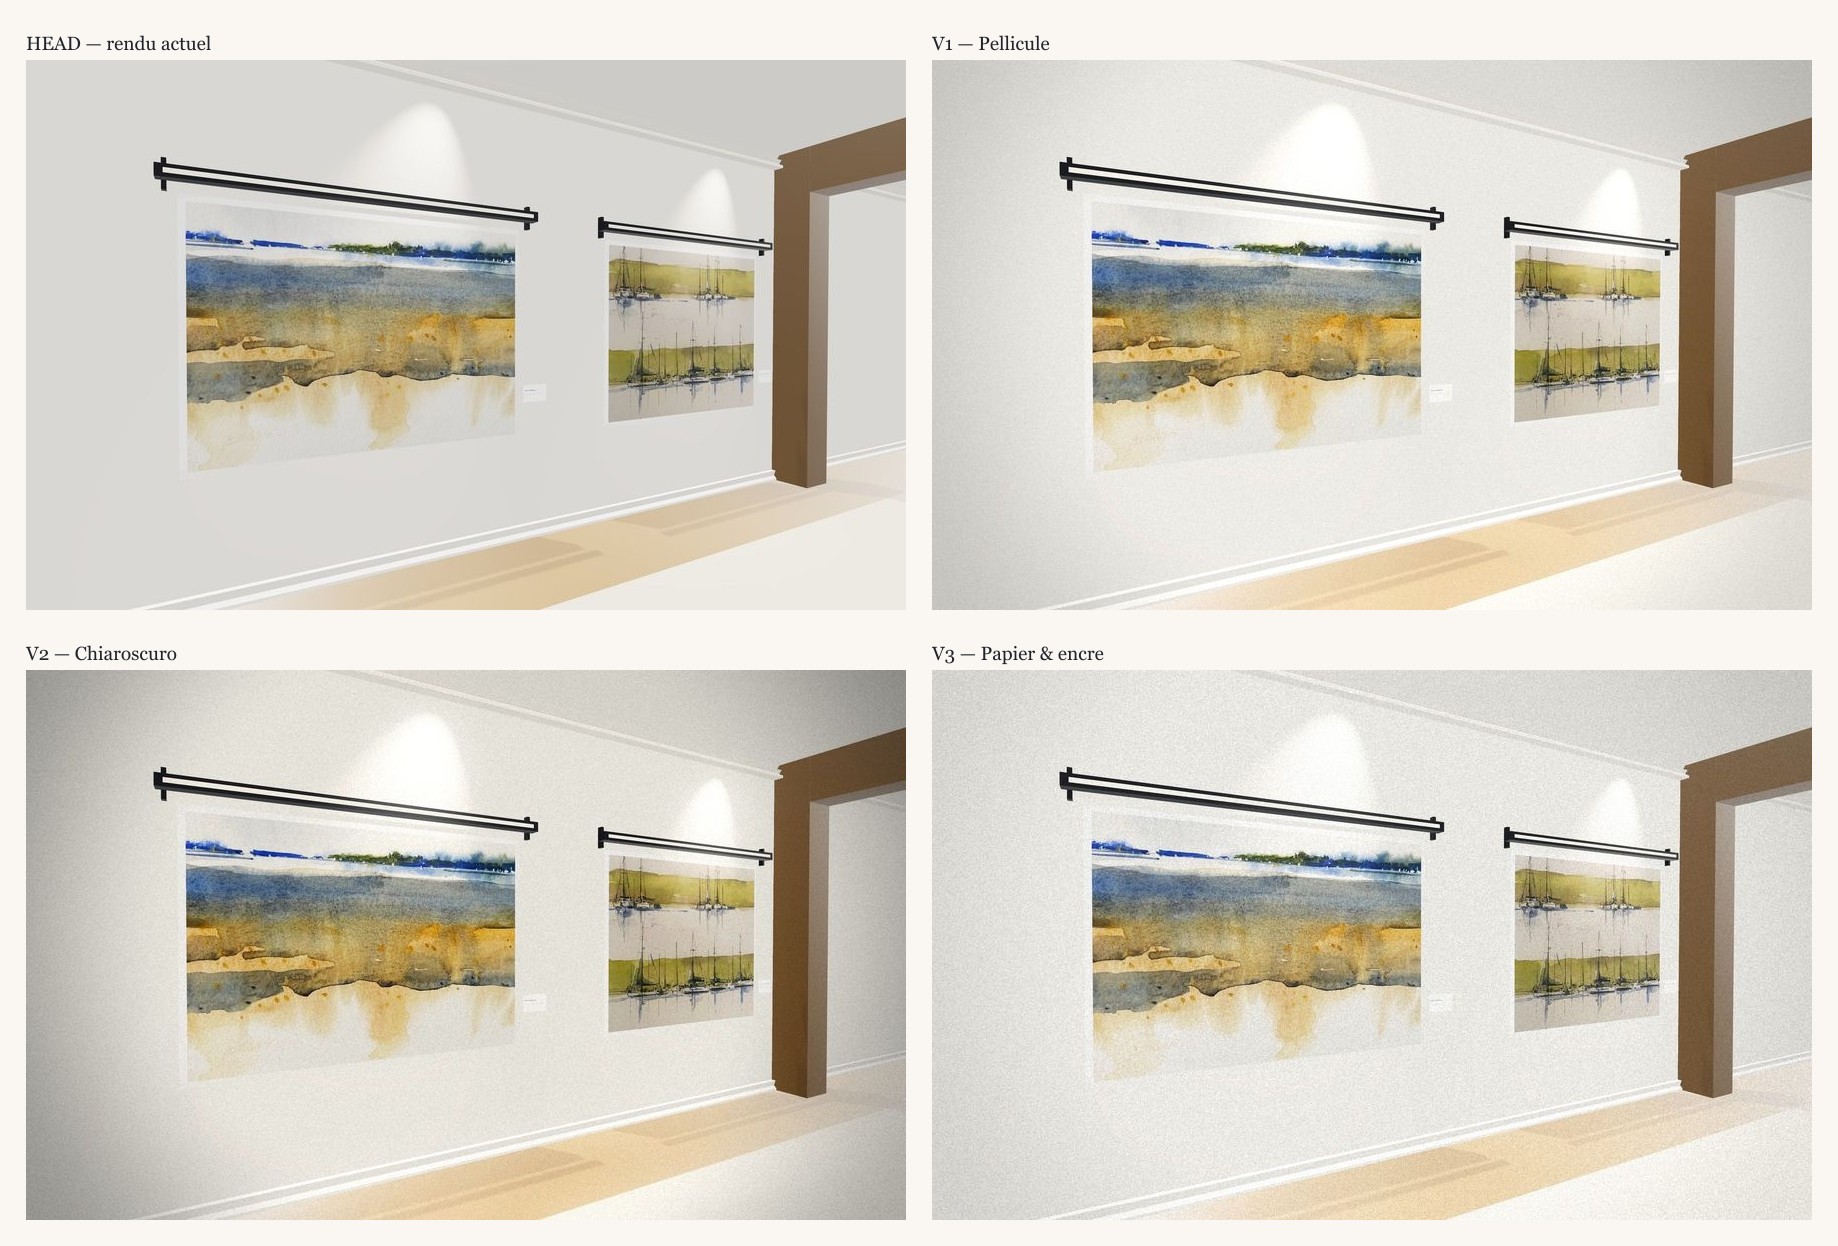 HEAD — rendu actuel
V1 — Pellicule
V2 — Chiaroscuro
V3 — Papier & encre